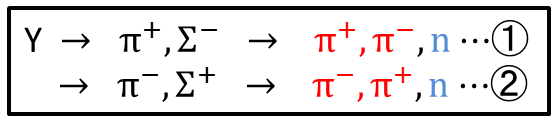 Y → π⁺, Σ⁻ → π⁺, π⁻, n ⋯①
→ π⁻, Σ⁺ → π⁻, π⁺, n ⋯②